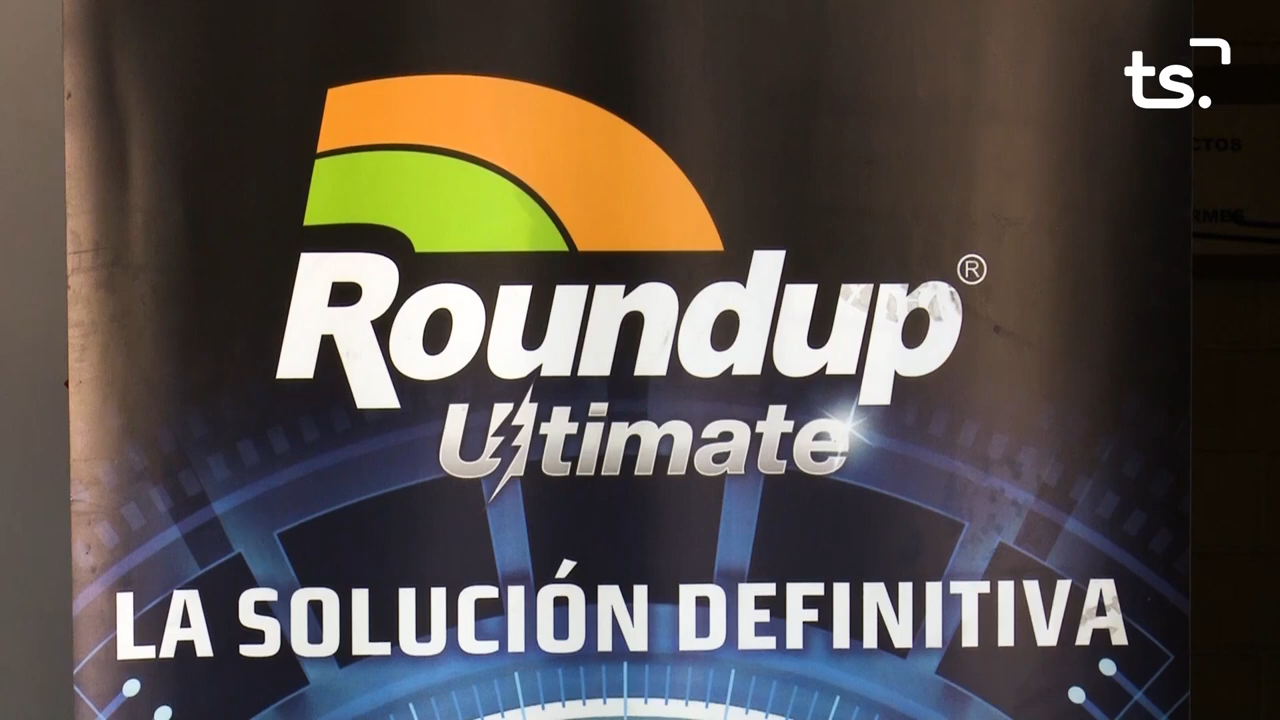 ts.
Roundup®
Ultimate
LA SOLUCIÓN DEFINITIVA